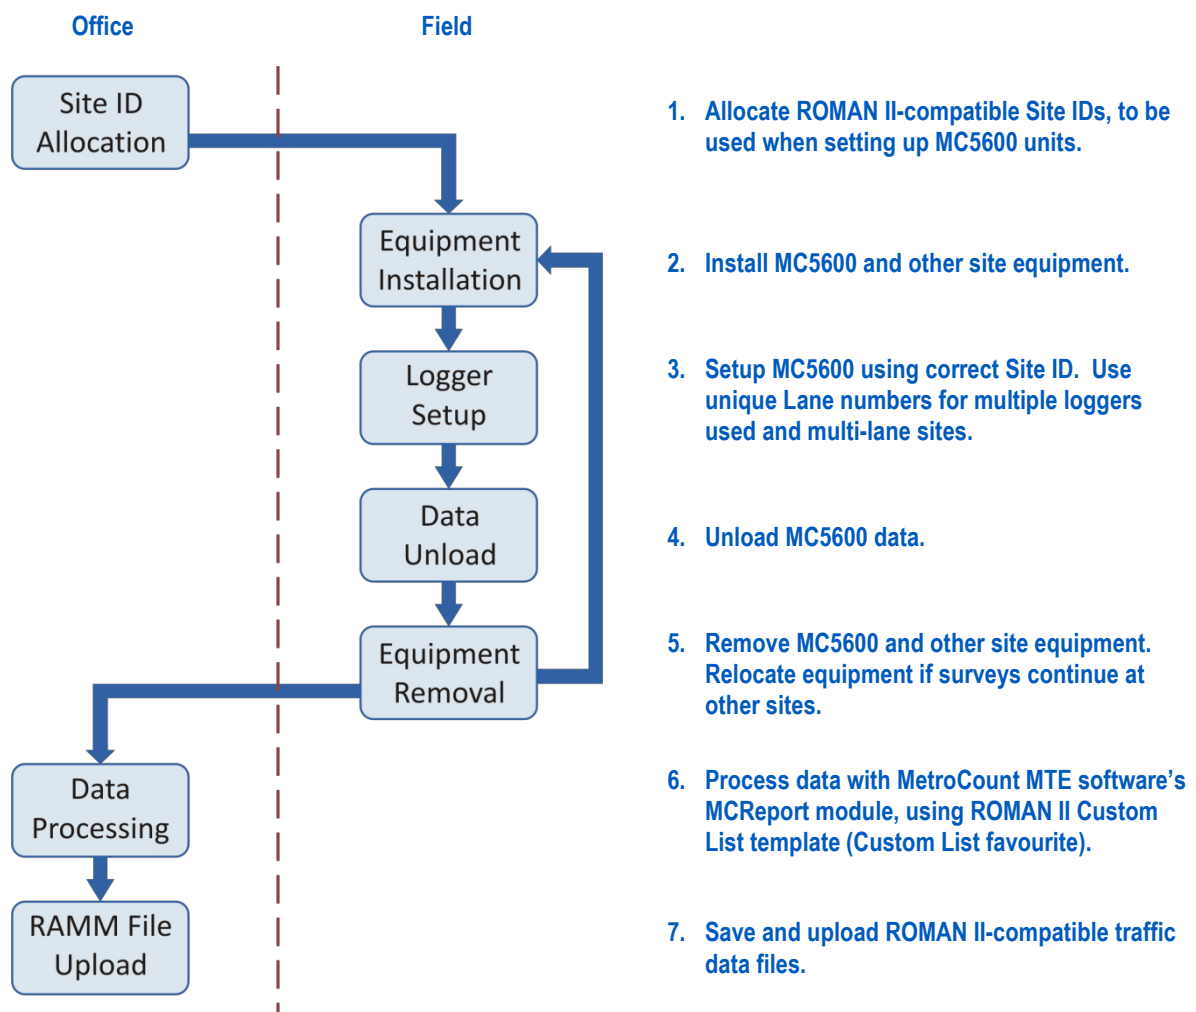 Office
Field
Site ID
Allocation
1. Allocate ROMAN II-compatible Site IDs, to be
used when setting up MC5600 units.
Equipment
Installation
2. Install MC5600 and other site equipment.
Logger
Setup
3. Setup MC5600 using correct Site ID. Use
unique Lane numbers for multiple loggers
used and multi-lane sites.
Data
Unload
4. Unload MC5600 data.
Equipment
Removal
5. Remove MC5600 and other site equipment.
Relocate equipment if surveys continue at
other sites.
Data
Processing
6. Process data with MetroCount MTE software’s
MCReport module, using ROMAN II Custom
List template (Custom List favourite).
RAMM File
Upload
7. Save and upload ROMAN II-compatible traffic
data files.